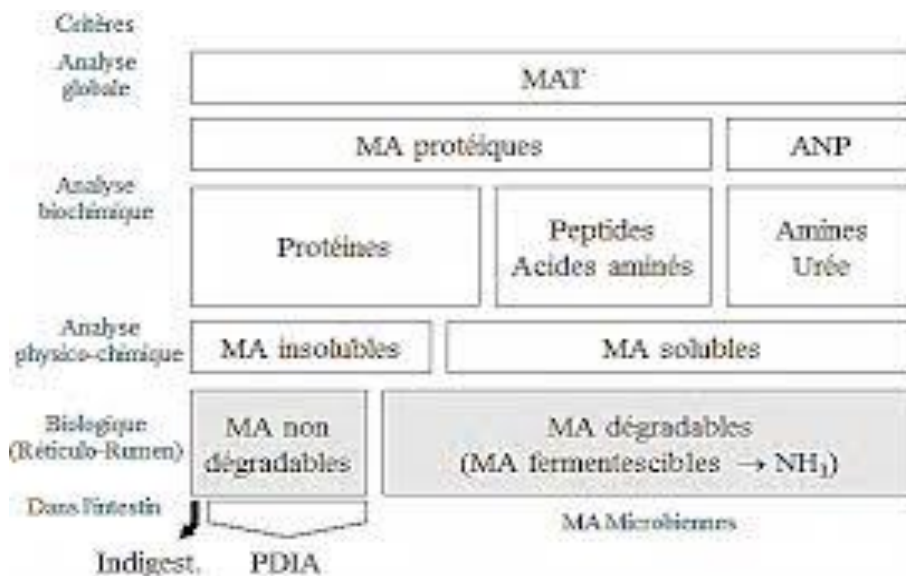 Critères
Analyse
globale
MAT
MA protéiques
ANP
Analyse
biochimique
Protéines
Peptides
Acides aminés
Amines
Urée
Analyse
physico-chimique
MA insolubles
MA solubles
Biologique
(Réticulo-Rumen)
MA non
dégradables
MA dégradables
(MA fermentescibles → NH₃)
Dans l'intestin
MA Microbiennes
Indigest.
PDIA